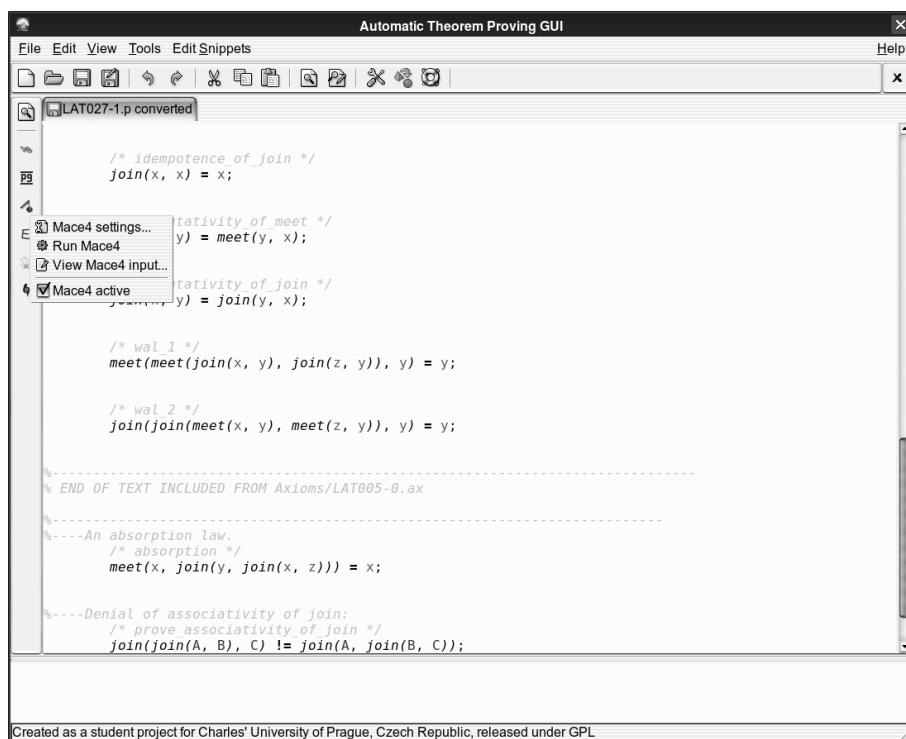 Automatic Theorem Proving GUI
File Edit View Tools Edit Snippets Help
LAT027-1.p converted
/* idempotence_of_join */
join(x, x) = x;
tativity_of_meet */
y) = meet(y, x);
tativity_of_join */
join(x, y) = join(y, x);
Mace4 settings...
Run Mace4
View Mace4 input...
Mace4 active
/* wal_1 */
meet(meet(join(x, y), join(z, y)), y) = y;
/* wal_2 */
join(join(meet(x, y), meet(z, y)), y) = y;
%------------------------------------------------------------------------------
% END OF TEXT INCLUDED FROM Axioms/LAT005-0.ax
%--------------------------------------------------------------------------
%----An absorption law.
/* absorption */
meet(x, join(y, join(x, z))) = x;
%----Denial of associativity of join:
/* prove_associativity_of_join */
join(join(A, B), C) != join(A, join(B, C));
Created as a student project for Charles' University of Prague, Czech Republic, released under GPL